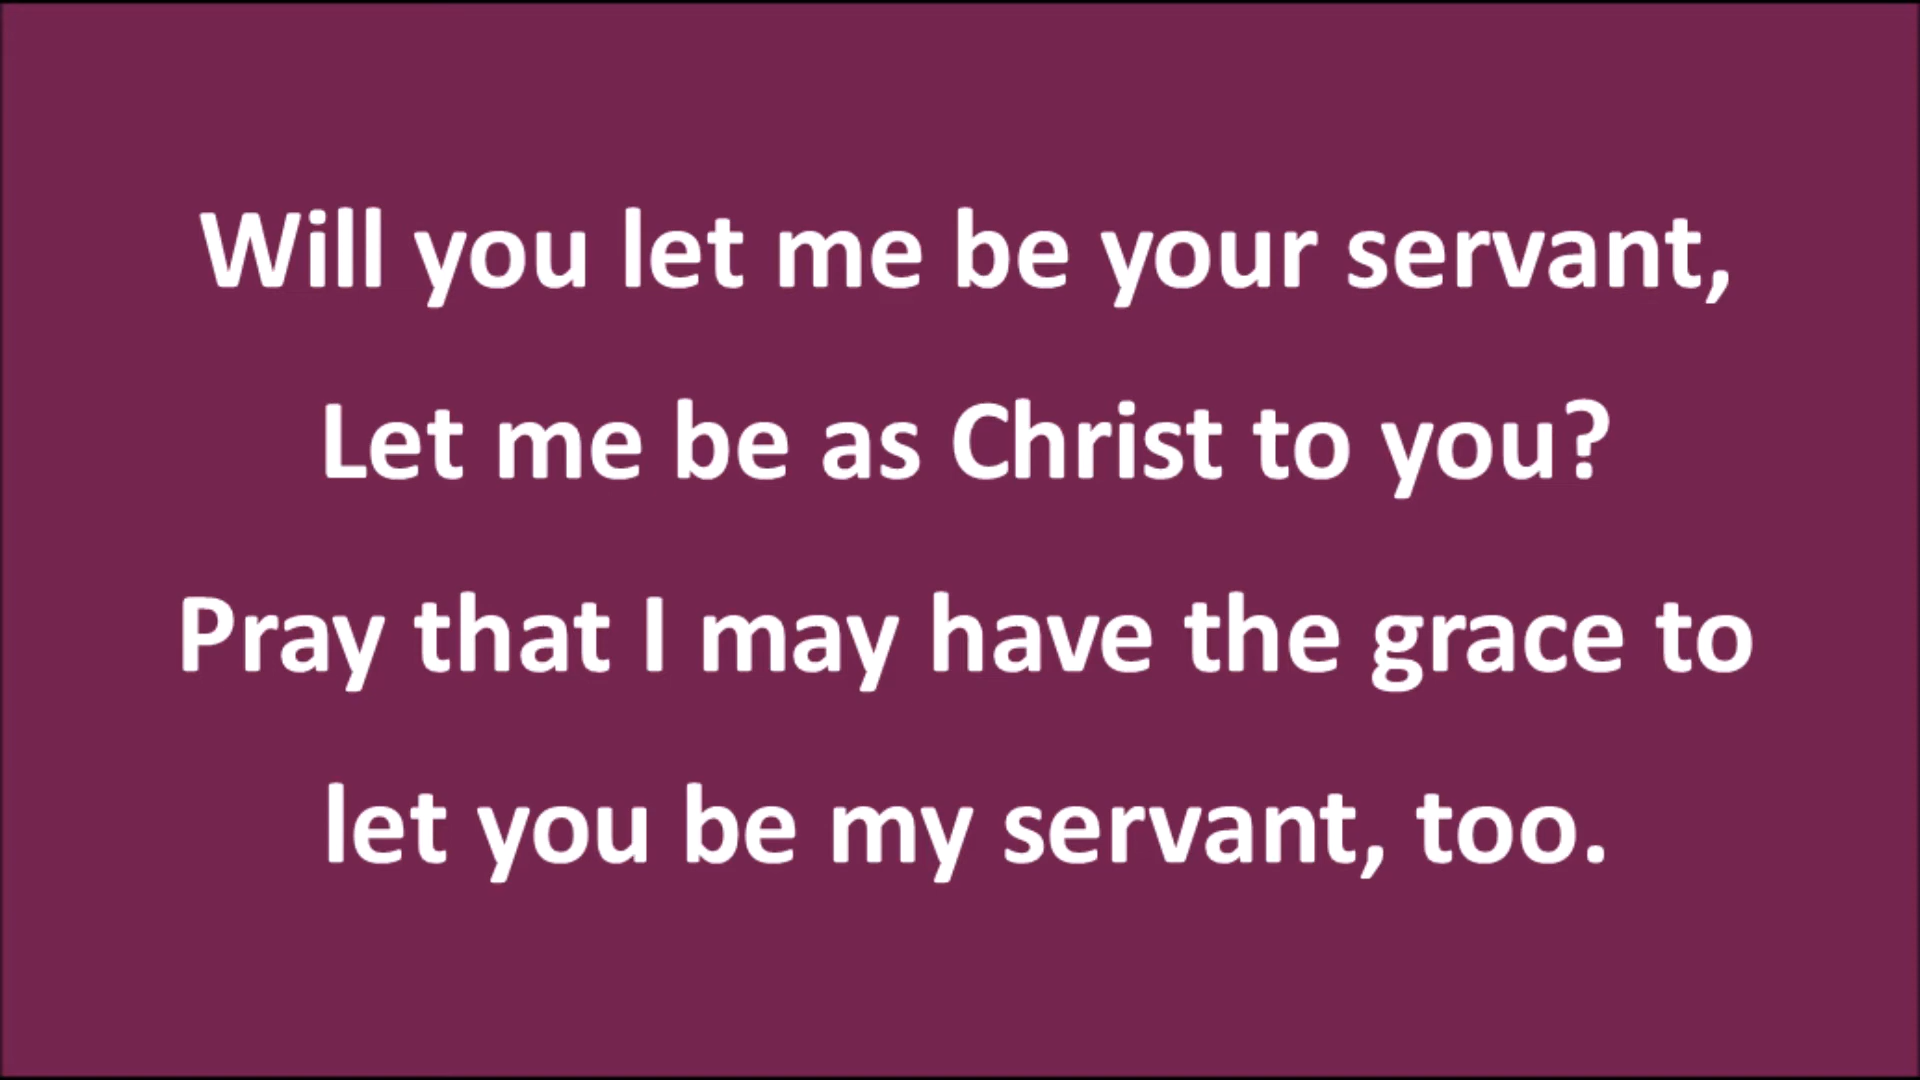 Will you let me be your servant,
Let me be as Christ to you?
Pray that I may have the grace to
let you be my servant, too.